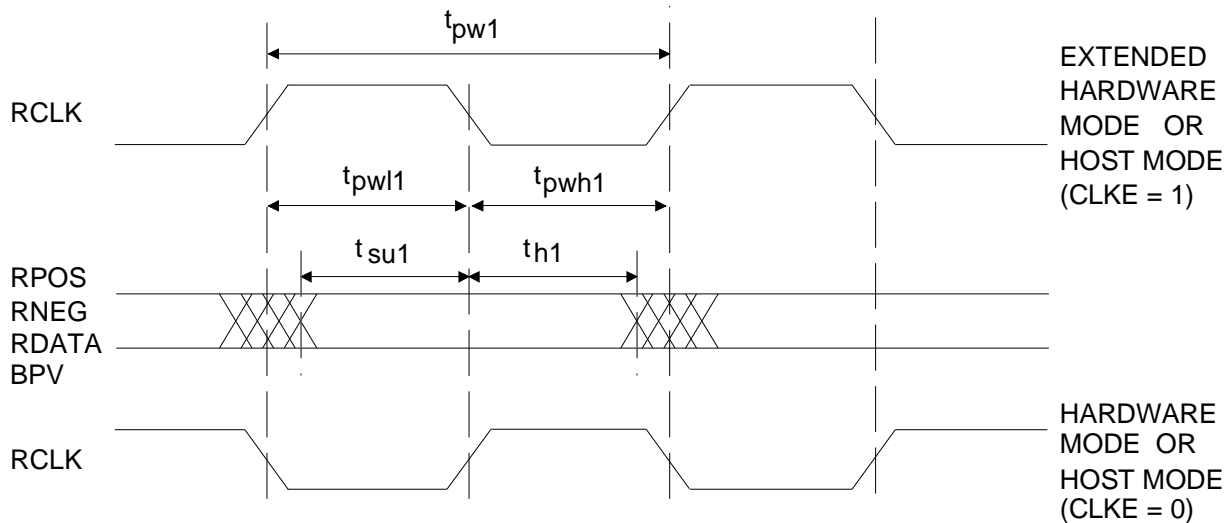 tpw1
RCLK
EXTENDED
HARDWARE
MODE OR
HOST MODE
(CLKE = 1)
tpwl1
tpwh1
tsu1
th1
RPOS
RNEG
RDATA
BPV
RCLK
HARDWARE
MODE OR
HOST MODE
(CLKE = 0)